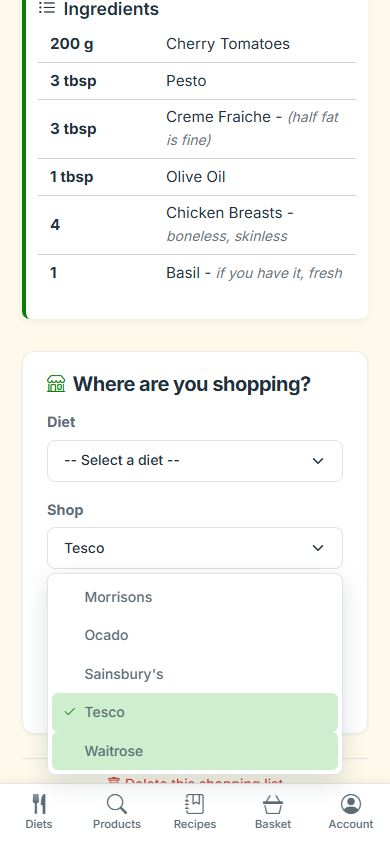 Ingredients
200 g Cherry Tomatoes
3 tbsp Pesto
3 tbsp Creme Fraiche - (half fat
is fine)
1 tbsp Olive Oil
4 Chicken Breasts -
boneless, skinless
1 Basil - if you have it, fresh
Where are you shopping?
Diet
-- Select a diet --
Shop
Tesco
Morrisons
Ocado
Sainsbury's
Tesco
Waitrose
Delete this shopping list
Diets Products Recipes Basket Account